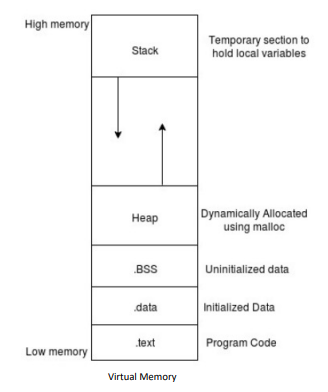 High memory
Stack
Temporary section to
hold local variables
Heap
Dynamically Allocated
using malloc
.BSS
Uninitialized data
.data
Initialized Data
.text
Program Code
Low memory
Virtual Memory